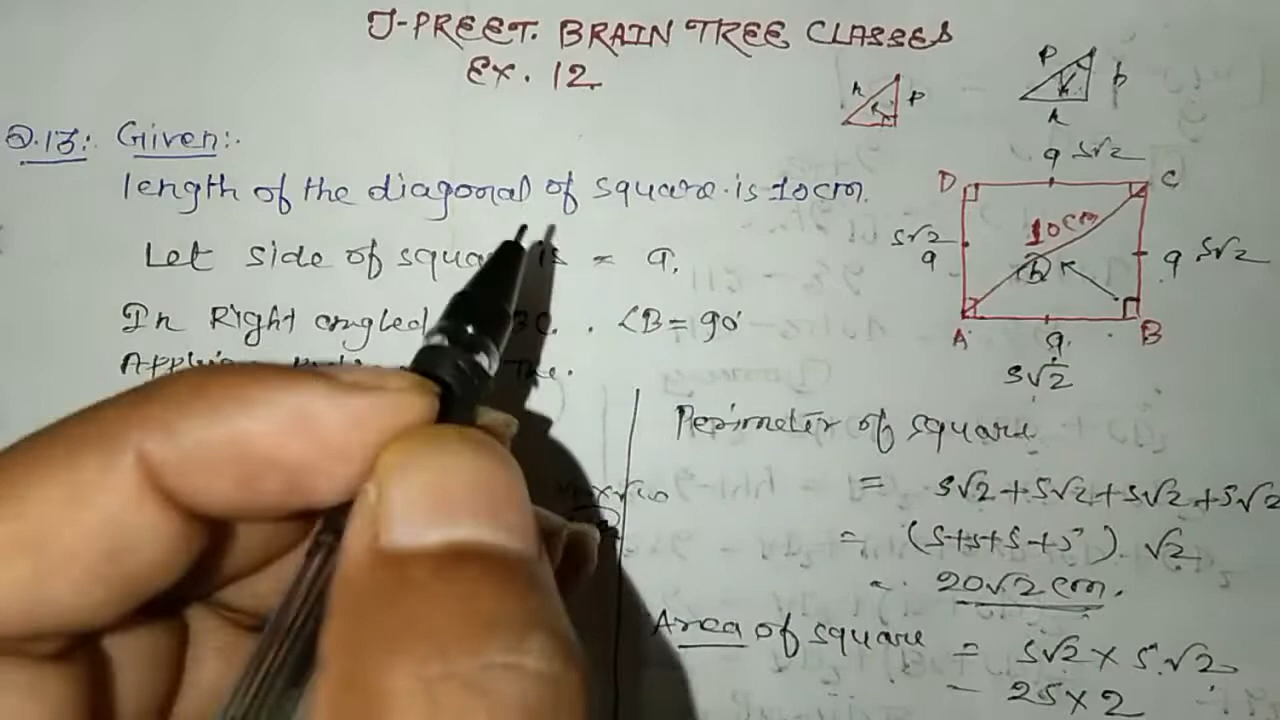 J-PREET. BRAIN TREE CLASSES
Ex. 12.
Q.13:. Given:.
length of the diagonal of square is 10cm.
Let side of square is = a.
In Right angled BC. ∠B = 90°
h
p
p
b
h
k
a 5√2
D
C
5√2
a
10cm
(h)
a 5√2
A
a.
B
5√2
Perimeter of square
= 5√2 + 5√2 + 5√2 + 5√2
= (5+5+5+5). √2
= 20√2 cm.
Area of square = 5√2 × 5√2
= 25 × 2